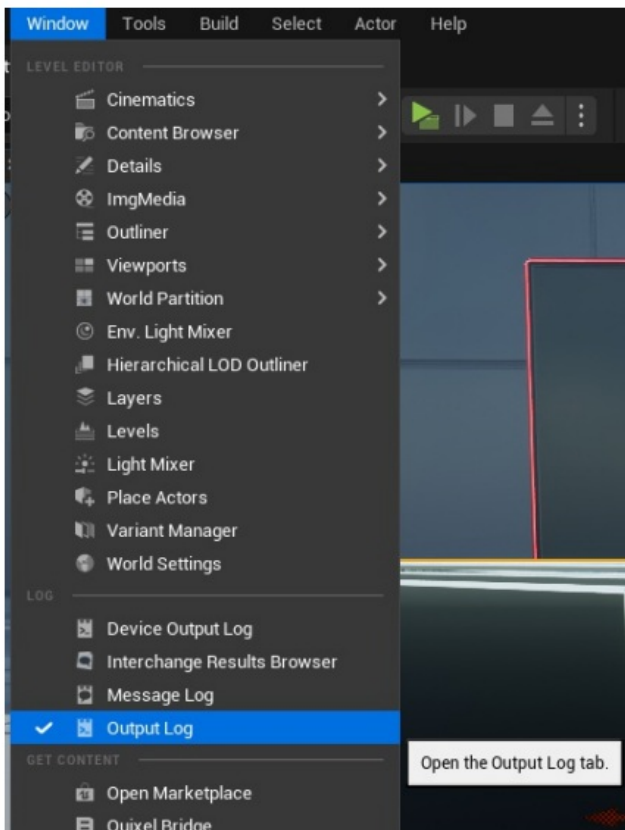 Window Tools Build Select Actor Help
LEVEL EDITOR
Cinematics
Content Browser
Details
ImgMedia
Outliner
Viewports
World Partition
Env. Light Mixer
Hierarchical LOD Outliner
Layers
Levels
Light Mixer
Place Actors
Variant Manager
World Settings
LOG
Device Output Log
Interchange Results Browser
Message Log
Output Log
Open the Output Log tab.
GET CONTENT
Open Marketplace
Quixel Bridge